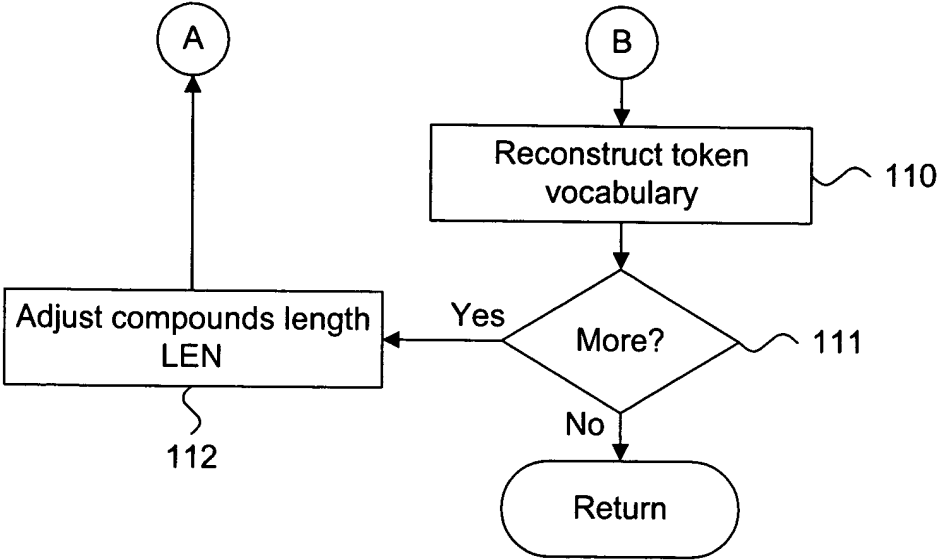 A
B
Reconstruct token
vocabulary
110
Adjust compounds length
LEN
Yes
More?
111
112
No
Return